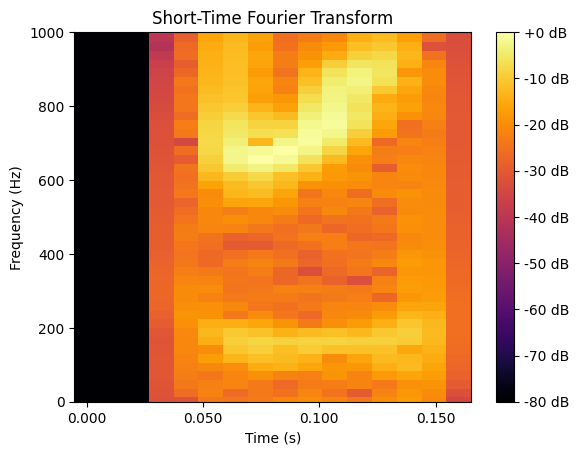 Short-Time Fourier Transform
1000
800
600
400
200
0
Frequency (Hz)
0.000
0.050
0.100
0.150
Time (s)
+0 dB
-10 dB
-20 dB
-30 dB
-40 dB
-50 dB
-60 dB
-70 dB
-80 dB